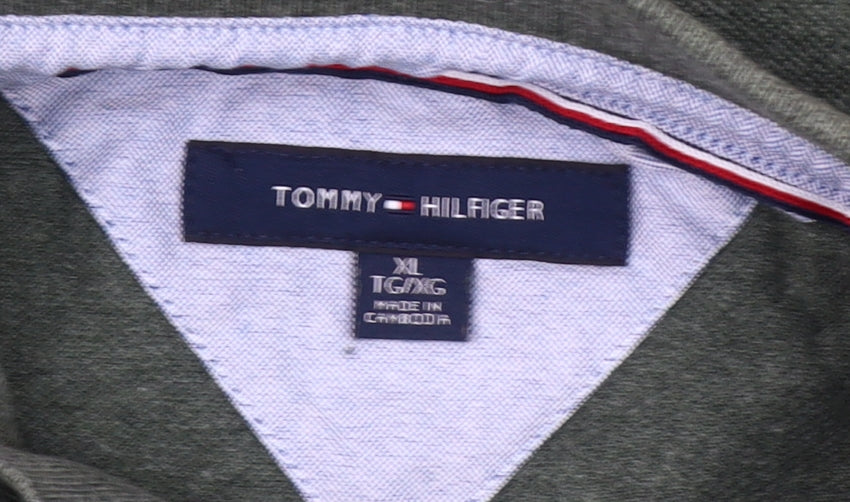 TOMMY HILFIGER
XL
TG/XG
MADE IN
CAMBODIA